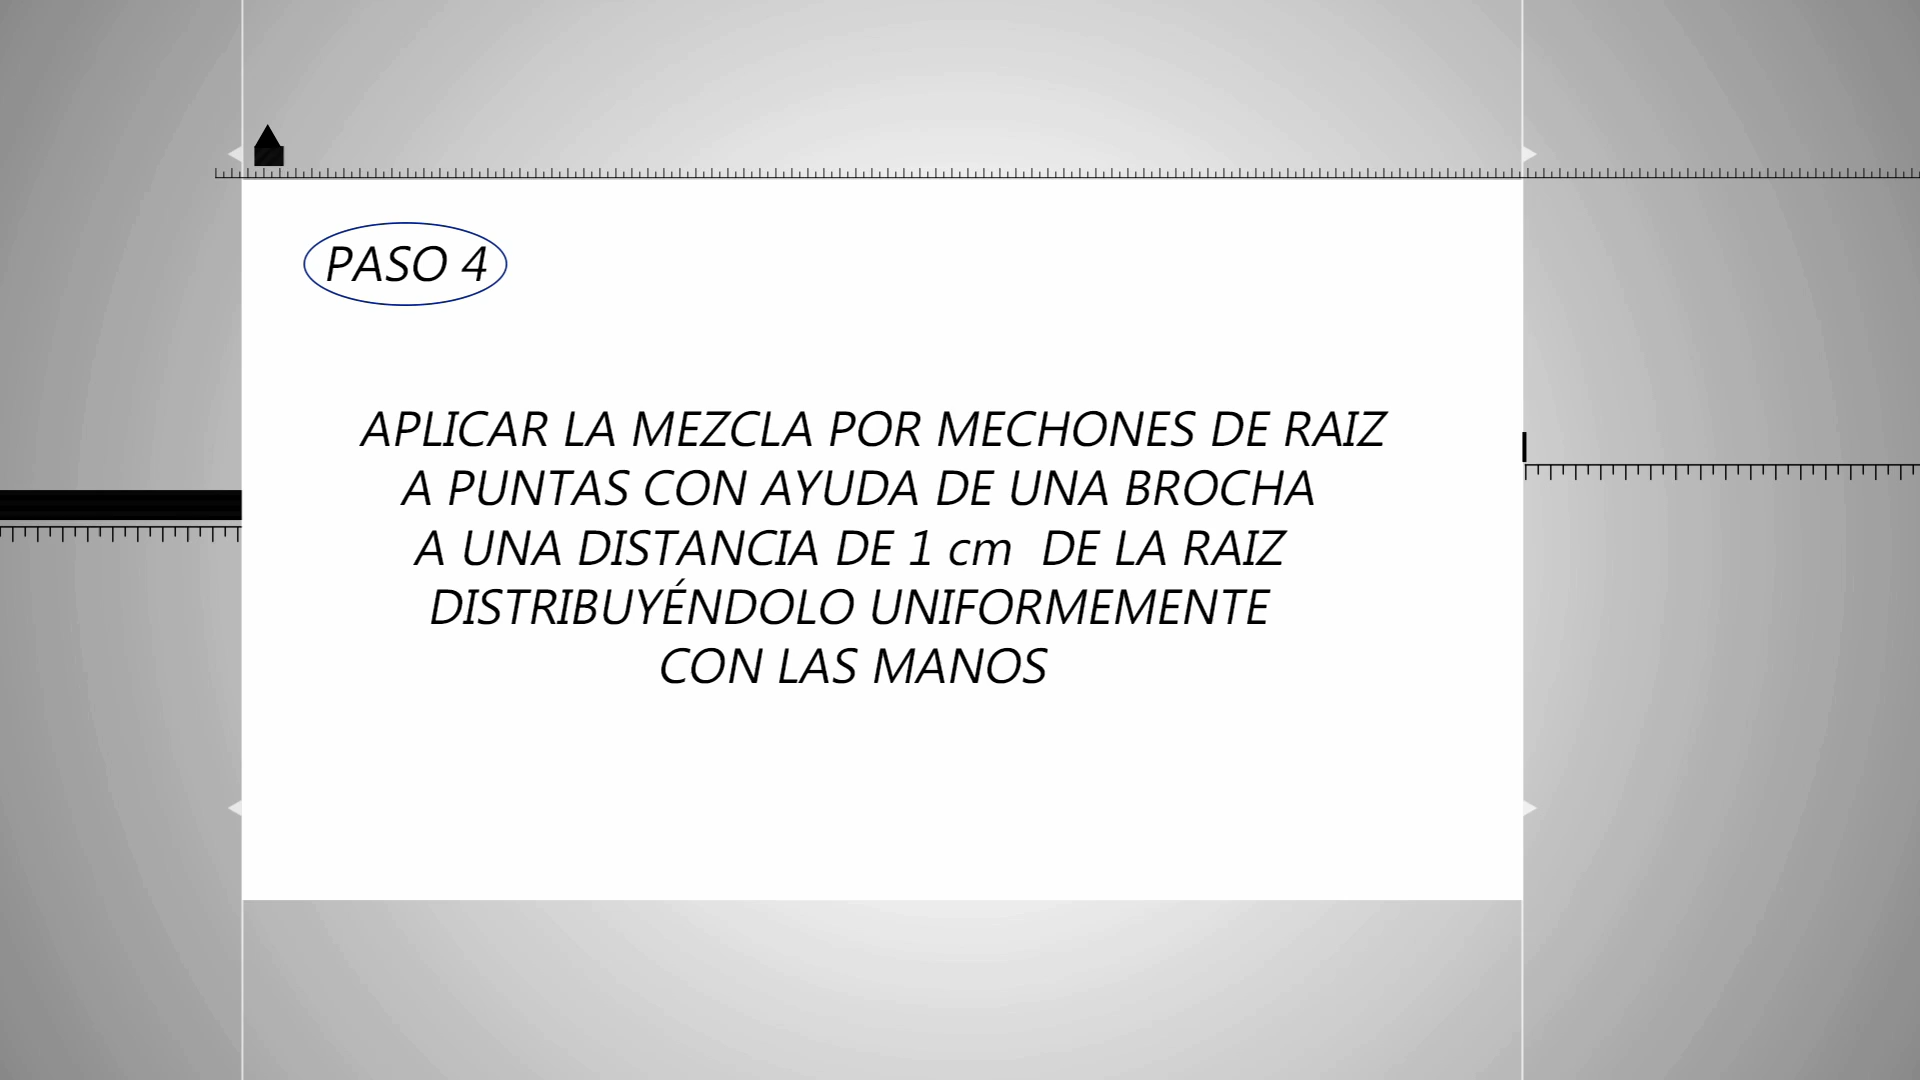 PASO 4
APLICAR LA MEZCLA POR MECHONES DE RAIZ
A PUNTAS CON AYUDA DE UNA BROCHA
A UNA DISTANCIA DE 1 cm  DE LA RAIZ
DISTRIBUYÉNDOLO UNIFORMEMENTE
CON LAS MANOS